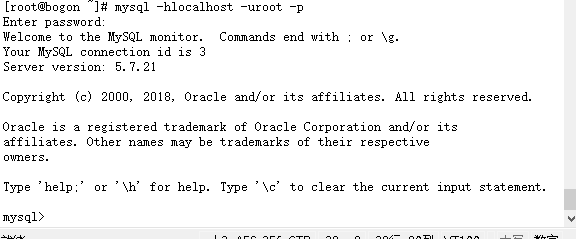 [root@bogon ~]# mysql -hlocalhost -uroot -p
Enter password:
Welcome to the MySQL monitor.  Commands end with ; or \g.
Your MySQL connection id is 3
Server version: 5.7.21
Copyright (c) 2000, 2018, Oracle and/or its affiliates. All rights reserved.
Oracle is a registered trademark of Oracle Corporation and/or its
affiliates. Other names may be trademarks of their respective
owners.
Type 'help;' or '\h' for help. Type '\c' to clear the current input statement.
mysql>